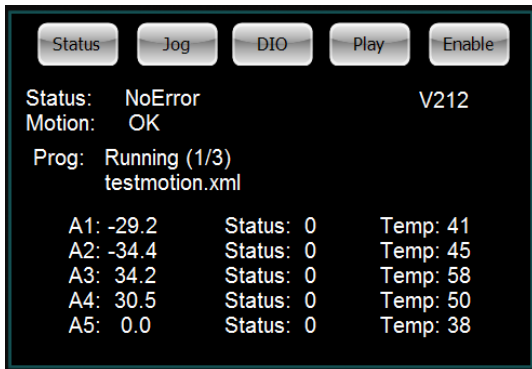 Status Jog DIO Play Enable
Status: NoError V212
Motion: OK
Prog: Running (1/3)
testmotion.xml
A1: -29.2 Status: 0 Temp: 41
A2: -34.4 Status: 0 Temp: 45
A3: 34.2 Status: 0 Temp: 58
A4: 30.5 Status: 0 Temp: 50
A5: 0.0 Status: 0 Temp: 38